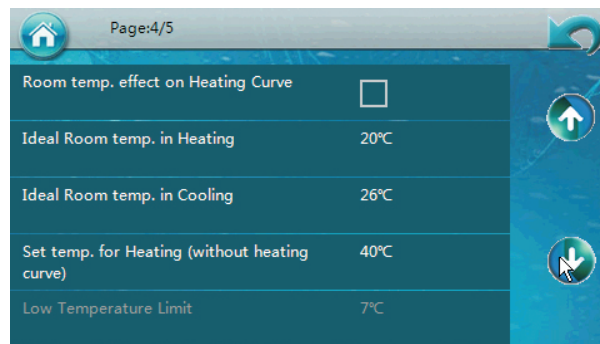 Page:4/5
Room temp. effect on Heating Curve
Ideal Room temp. in Heating 20℃
Ideal Room temp. in Cooling 26℃
Set temp. for Heating (without heating 40℃
curve)
Low Temperature Limit 7℃